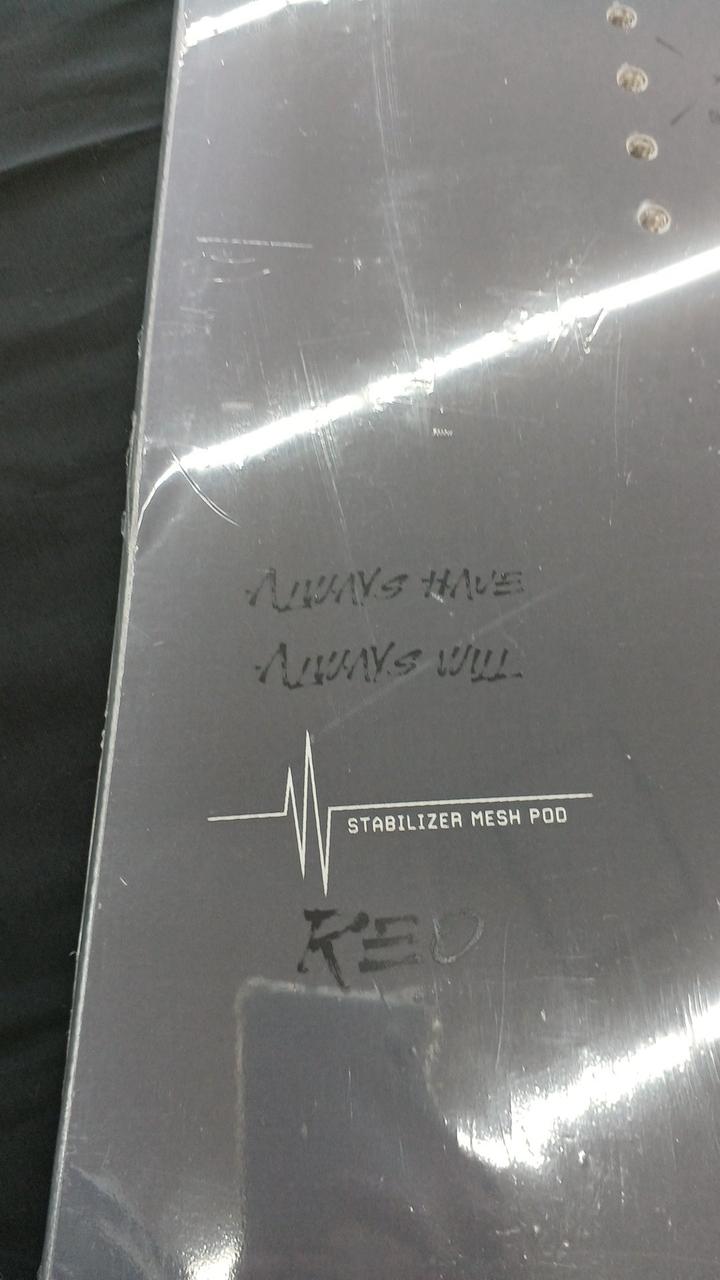 ALWAYS HAVE
ALWAYS WILL
STABILIZER MESH POD
KEO